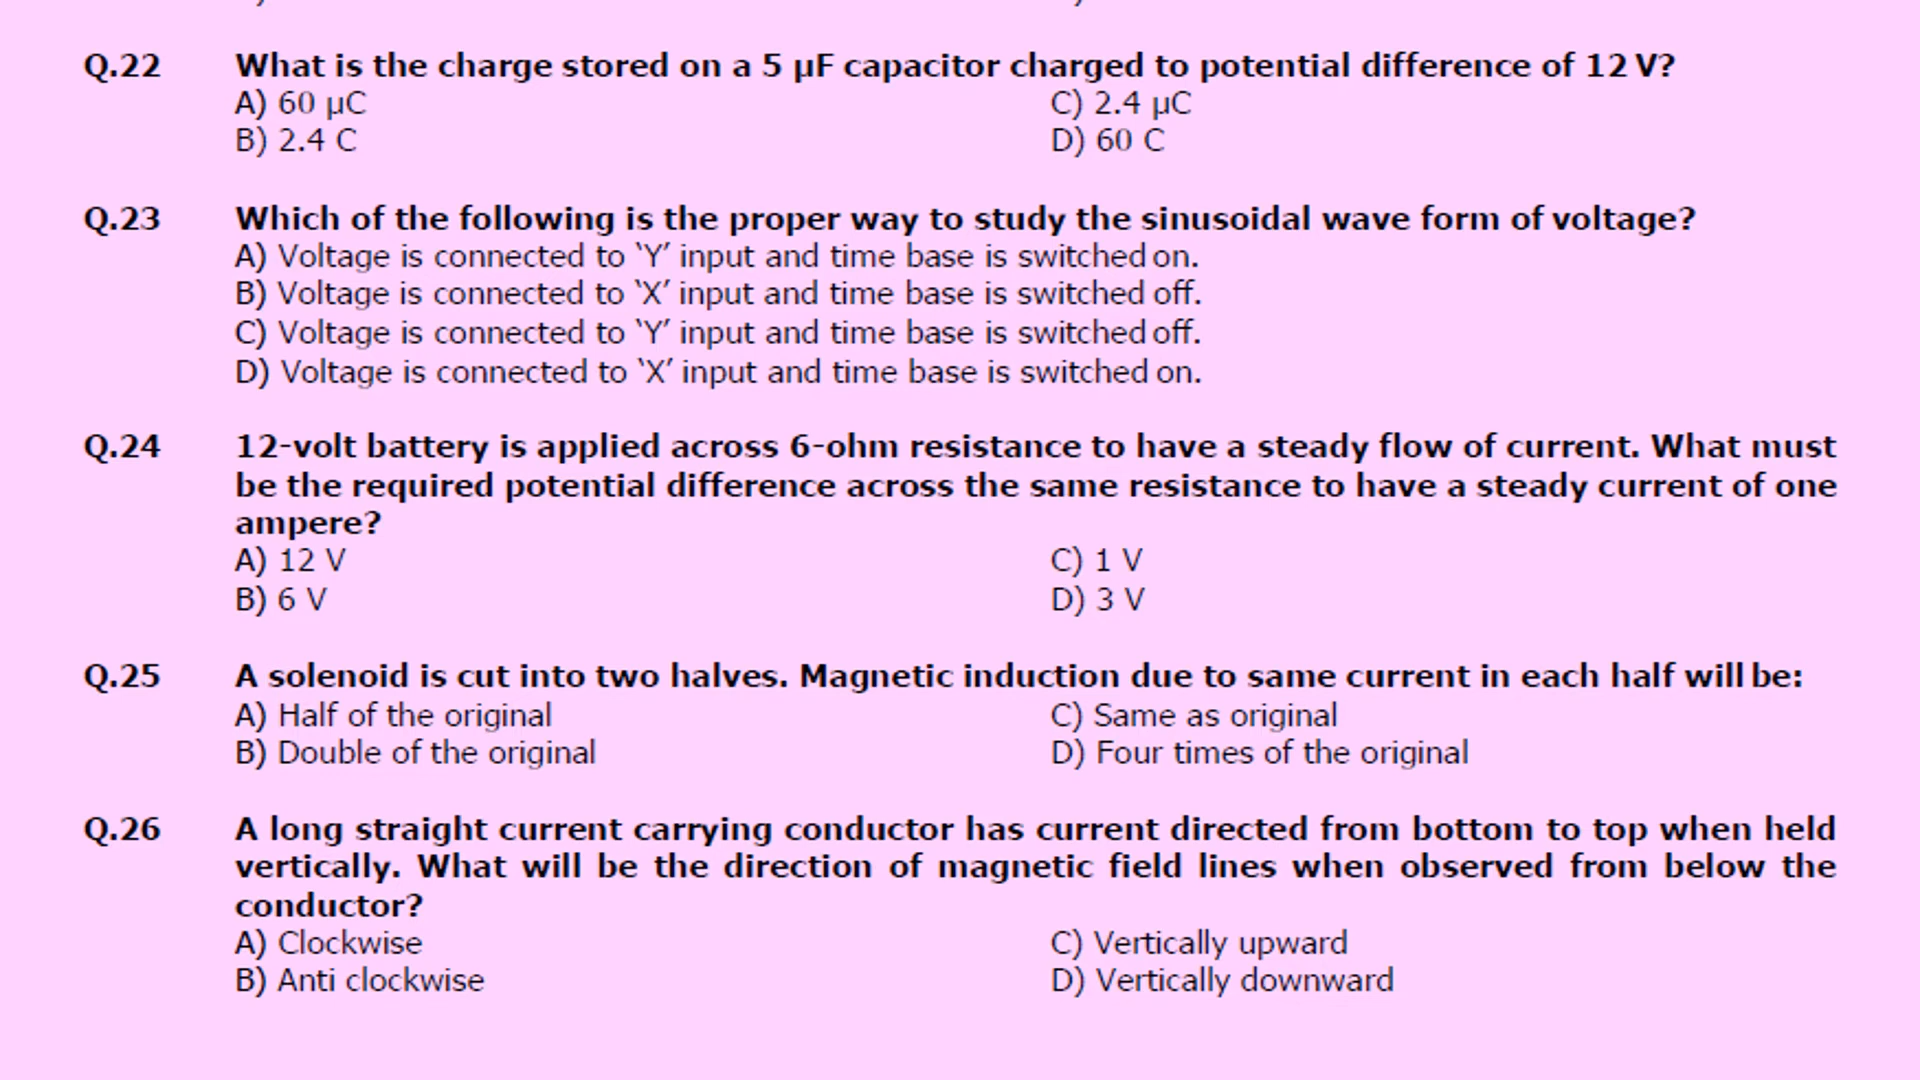 Q.22 What is the charge stored on a 5 µF capacitor charged to potential difference of 12 V?
A) 60 µC C) 2.4 µC
B) 2.4 C D) 60 C
Q.23 Which of the following is the proper way to study the sinusoidal wave form of voltage?
A) Voltage is connected to ‘Y’ input and time base is switched on.
B) Voltage is connected to ‘X’ input and time base is switched off.
C) Voltage is connected to ‘Y’ input and time base is switched off.
D) Voltage is connected to ‘X’ input and time base is switched on.
Q.24 12-volt battery is applied across 6-ohm resistance to have a steady flow of current. What must
be the required potential difference across the same resistance to have a steady current of one
ampere?
A) 12 V C) 1 V
B) 6 V D) 3 V
Q.25 A solenoid is cut into two halves. Magnetic induction due to same current in each half will be:
A) Half of the original C) Same as original
B) Double of the original D) Four times of the original
Q.26 A long straight current carrying conductor has current directed from bottom to top when held
vertically. What will be the direction of magnetic field lines when observed from below the
conductor?
A) Clockwise C) Vertically upward
B) Anti clockwise D) Vertically downward